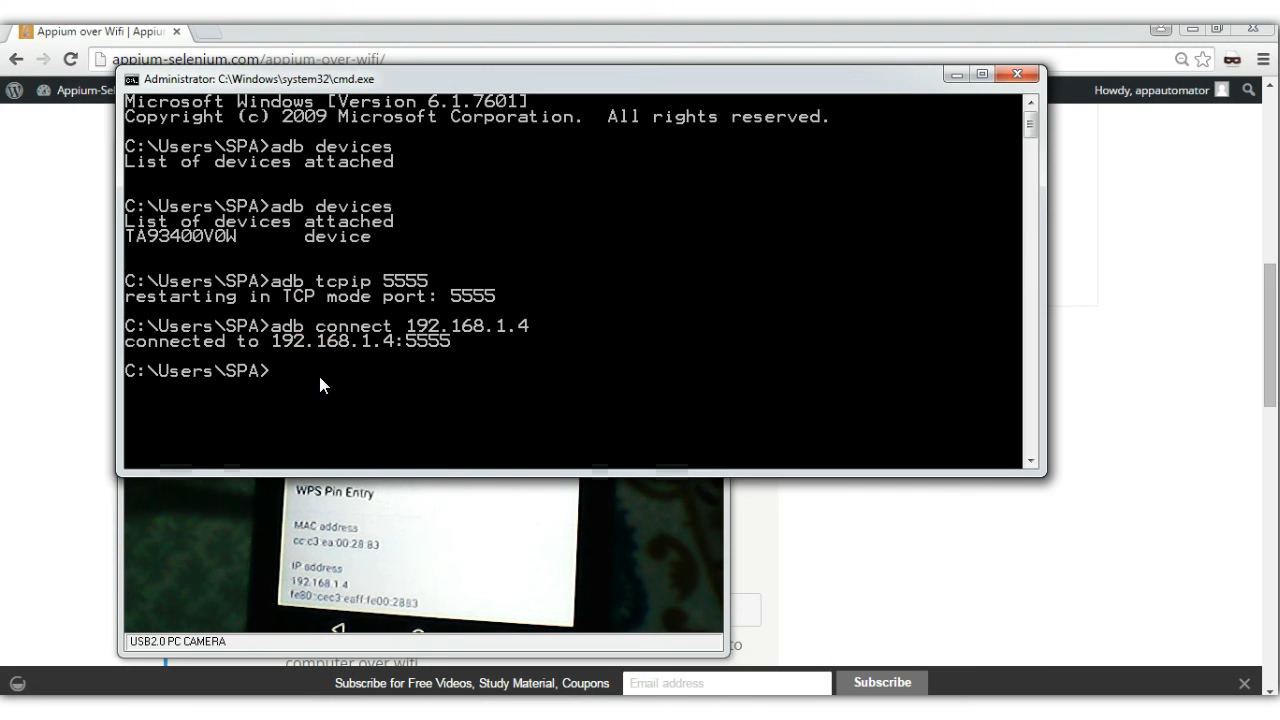 Appium over Wifi | Appiu
appium-selenium.com/appium-over-wifi/
Appium-Se
Howdy, appautomator
Administrator: C:\Windows\system32\cmd.exe
Microsoft Windows [Version 6.1.7601]
Copyright (c) 2009 Microsoft Corporation. All rights reserved.
C:\Users\SPA>adb devices
List of devices attached
C:\Users\SPA>adb devices
List of devices attached
TA93400V0W device
C:\Users\SPA>adb tcpip 5555
restarting in TCP mode port: 5555
C:\Users\SPA>adb connect 192.168.1.4
connected to 192.168.1.4:5555
C:\Users\SPA>
WPS Pin Entry
MAC address
cc:c3:ea:00:28:83
IP address
192.168.1.4
fe80::cec3:eaff:fe00:2883
USB2.0 PC CAMERA
to
computer over wifi
Subscribe for Free Videos, Study Material, Coupons
Email address
Subscribe